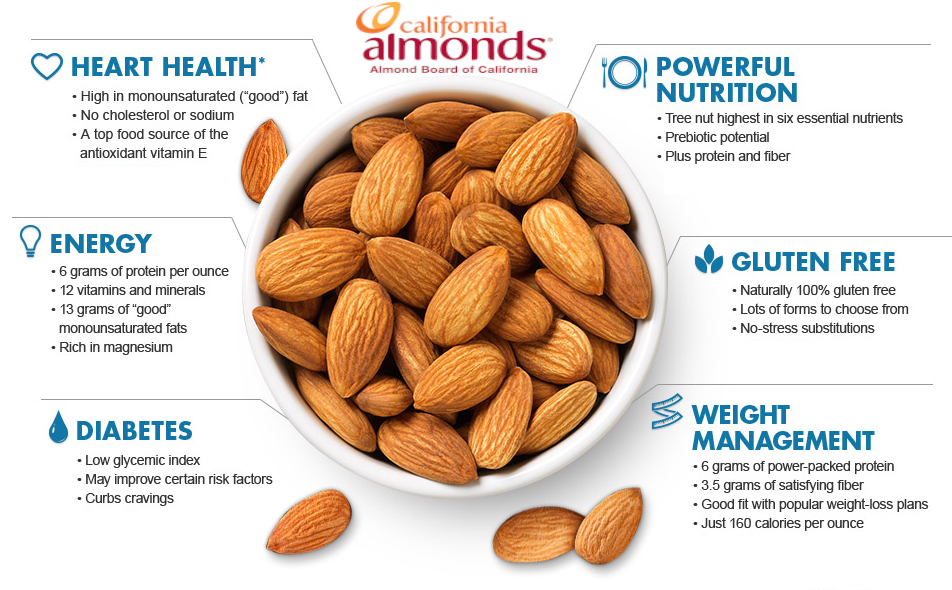 california
almonds®
Almond Board of California
HEART HEALTH*
• High in monounsaturated (“good”) fat
• No cholesterol or sodium
• A top food source of the
antioxidant vitamin E
POWERFUL
NUTRITION
• Tree nut highest in six essential nutrients
• Prebiotic potential
• Plus protein and fiber
ENERGY
• 6 grams of protein per ounce
• 12 vitamins and minerals
• 13 grams of “good”
monounsaturated fats
• Rich in magnesium
GLUTEN FREE
• Naturally 100% gluten free
• Lots of forms to choose from
• No-stress substitutions
DIABETES
• Low glycemic index
• May improve certain risk factors
• Curbs cravings
WEIGHT
MANAGEMENT
• 6 grams of power-packed protein
• 3.5 grams of satisfying fiber
• Good fit with popular weight-loss plans
• Just 160 calories per ounce